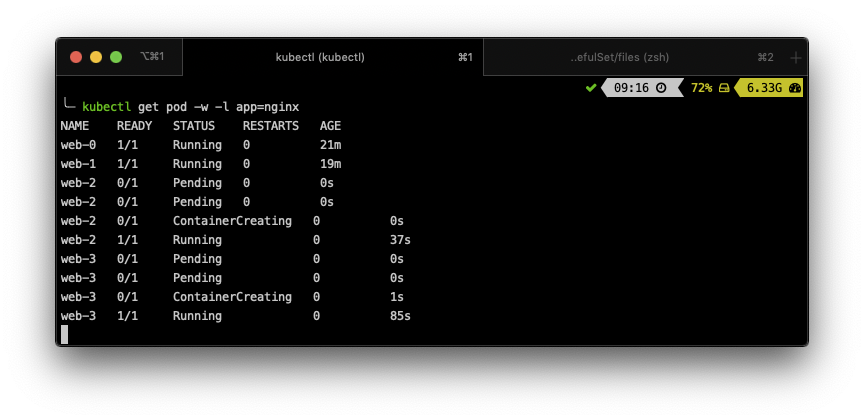 ⌥⌘1 kubectl (kubectl) ⌘1 ..efulSet/files (zsh) ⌘2 +
✔ 09:16 72% 6.33G
╰─ kubectl get pod -w -l app=nginx
NAME READY STATUS RESTARTS AGE
web-0 1/1 Running 0 21m
web-1 1/1 Running 0 19m
web-2 0/1 Pending 0 0s
web-2 0/1 Pending 0 0s
web-2 0/1 ContainerCreating 0 0s
web-2 1/1 Running 0 37s
web-3 0/1 Pending 0 0s
web-3 0/1 Pending 0 0s
web-3 0/1 ContainerCreating 0 1s
web-3 1/1 Running 0 85s